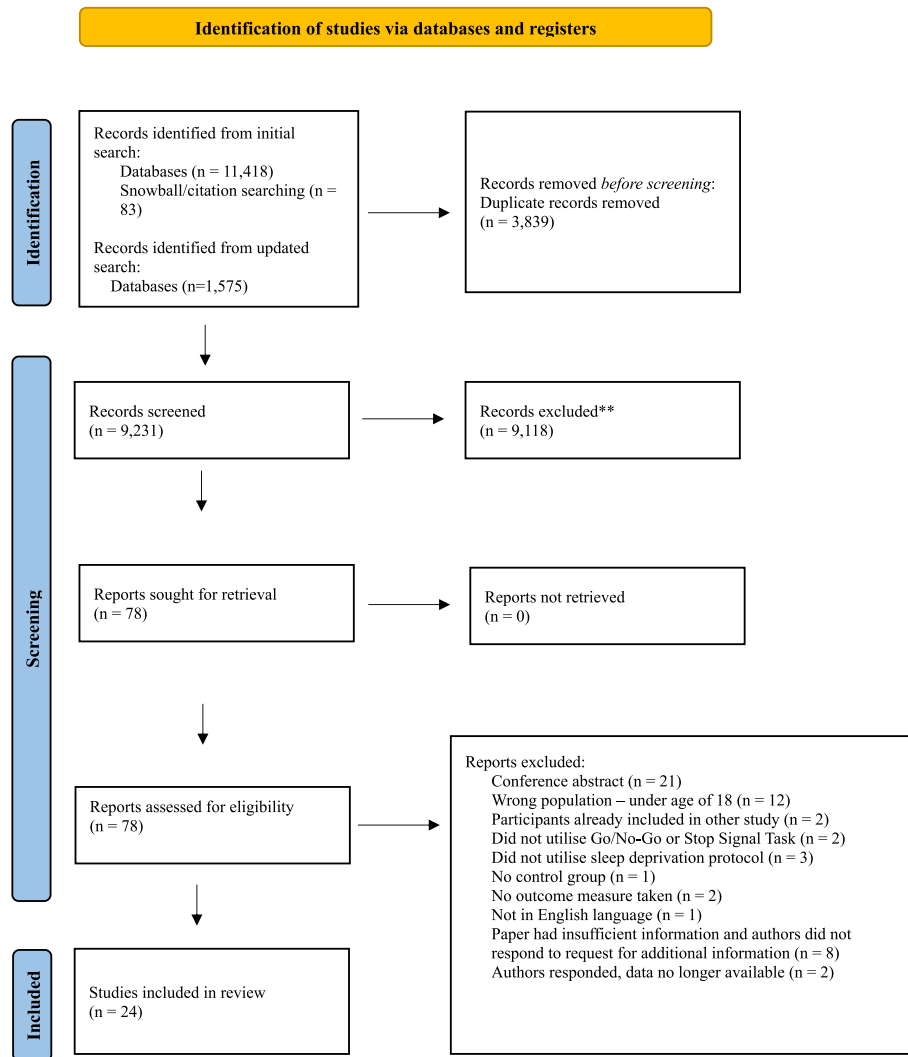 Identification of studies via databases and registers
Identification
Records identified from initial
search:
Databases (n = 11,418)
Snowball/citation searching (n =
83)
Records identified from updated
search:
Databases (n=1,575)
Records removed before screening:
Duplicate records removed
(n = 3,839)
Screening
Records screened
(n = 9,231)
Records excluded**
(n = 9,118)
Reports sought for retrieval
(n = 78)
Reports not retrieved
(n = 0)
Reports assessed for eligibility
(n = 78)
Reports excluded:
Conference abstract (n = 21)
Wrong population – under age of 18 (n = 12)
Participants already included in other study (n = 2)
Did not utilise Go/No-Go or Stop Signal Task (n = 2)
Did not utilise sleep deprivation protocol (n = 3)
No control group (n = 1)
No outcome measure taken (n = 2)
Not in English language (n = 1)
Paper had insufficient information and authors did not
respond to request for additional information (n = 8)
Authors responded, data no longer available (n = 2)
Included
Studies included in review
(n = 24)